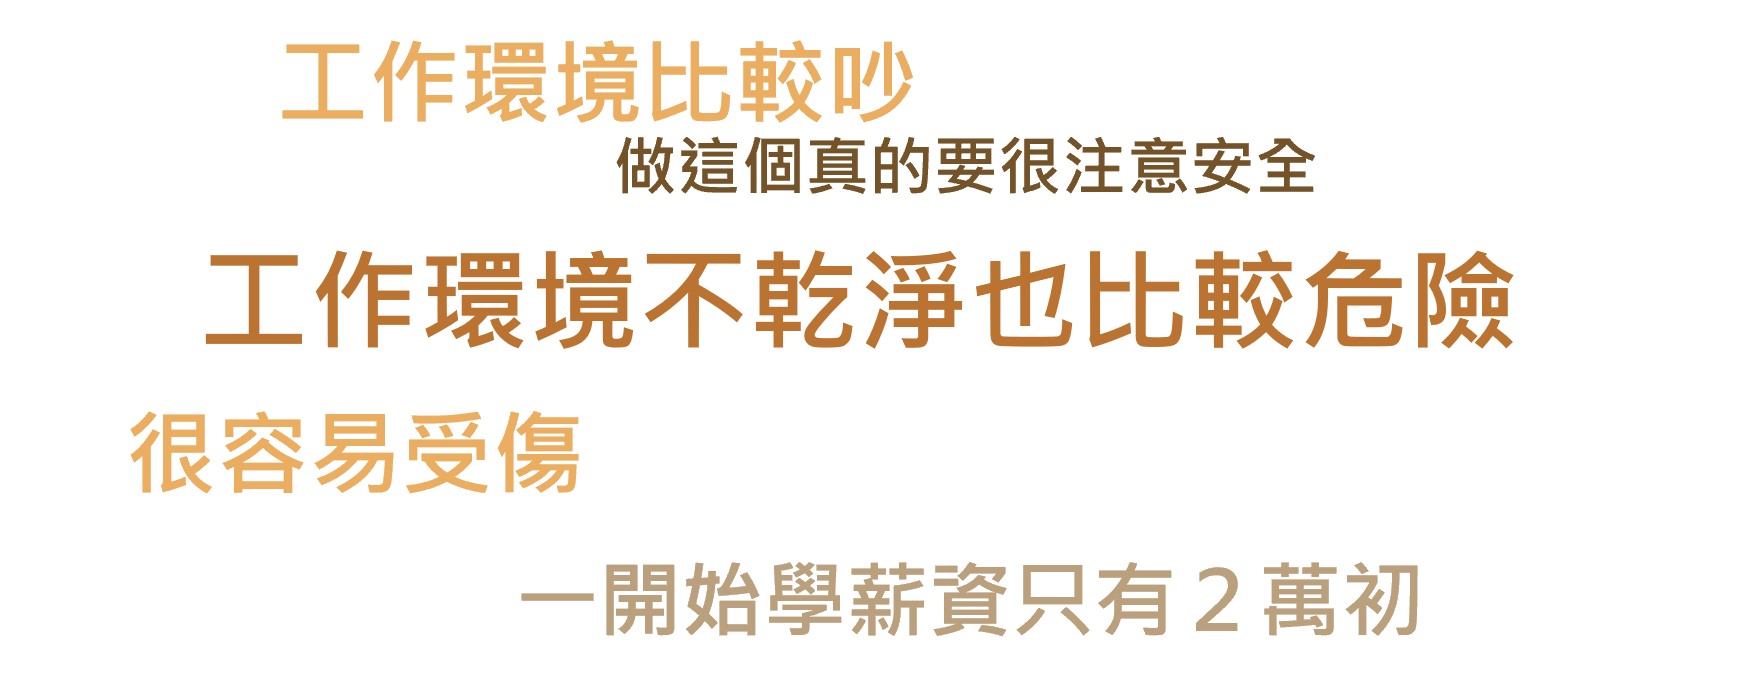 工作環境比較吵
做這個真的要很注意安全
工作環境不乾淨也比較危險
很容易受傷
一開始學薪資只有2萬初